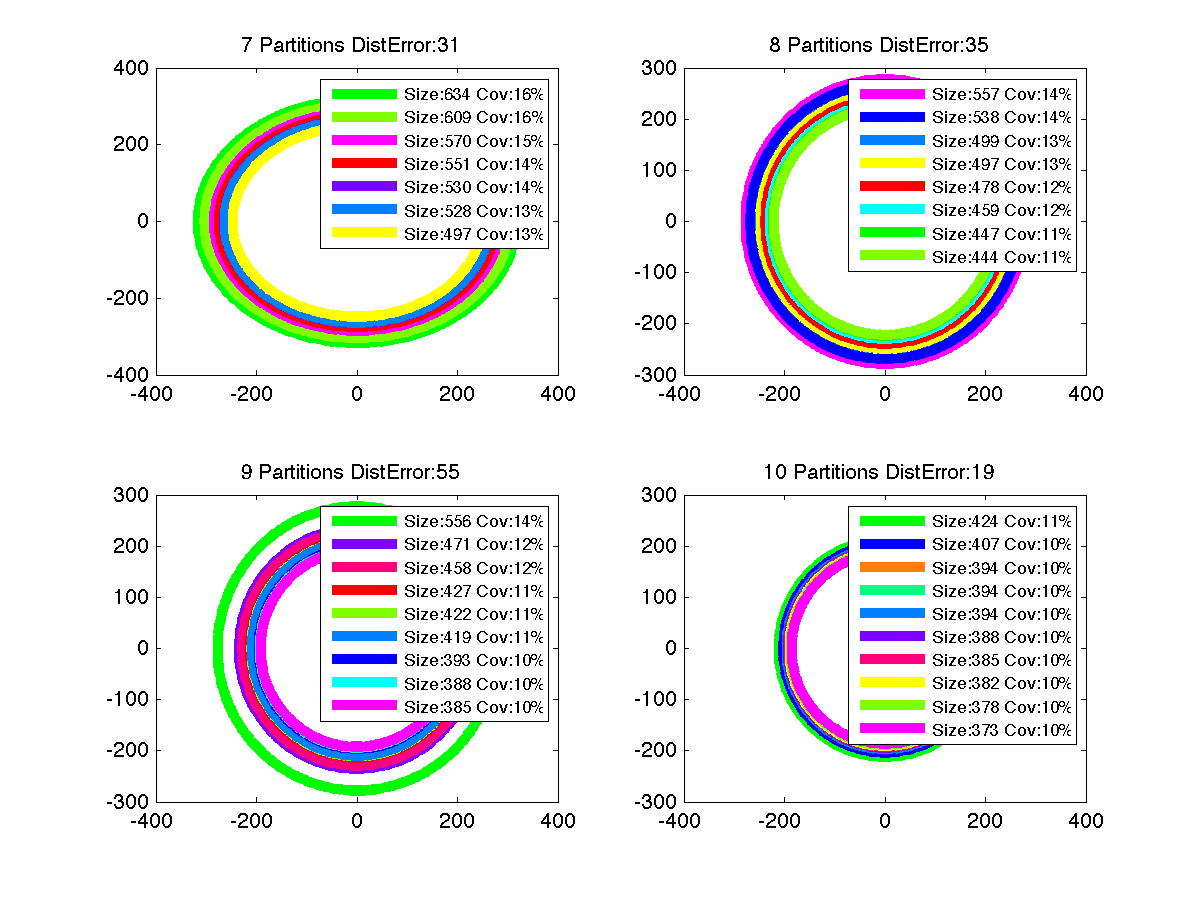 7 Partitions DistError:31
400
200
0
-200
-400
-400 -200 0 200 400
Size:634 Cov:16%
Size:609 Cov:16%
Size:570 Cov:15%
Size:551 Cov:14%
Size:530 Cov:14%
Size:528 Cov:13%
Size:497 Cov:13%
8 Partitions DistError:35
300
200
100
0
-100
-200
-300
-400 -200 0 200 400
Size:557 Cov:14%
Size:538 Cov:14%
Size:499 Cov:13%
Size:497 Cov:13%
Size:478 Cov:12%
Size:459 Cov:12%
Size:447 Cov:11%
Size:444 Cov:11%
9 Partitions DistError:55
300
200
100
0
-100
-200
-300
-400 -200 0 200 400
Size:556 Cov:14%
Size:471 Cov:12%
Size:458 Cov:12%
Size:427 Cov:11%
Size:422 Cov:11%
Size:419 Cov:11%
Size:393 Cov:10%
Size:388 Cov:10%
Size:385 Cov:10%
10 Partitions DistError:19
300
200
100
0
-100
-200
-300
-400 -200 0 200 400
Size:424 Cov:11%
Size:407 Cov:10%
Size:394 Cov:10%
Size:394 Cov:10%
Size:394 Cov:10%
Size:388 Cov:10%
Size:385 Cov:10%
Size:382 Cov:10%
Size:378 Cov:10%
Size:373 Cov:10%